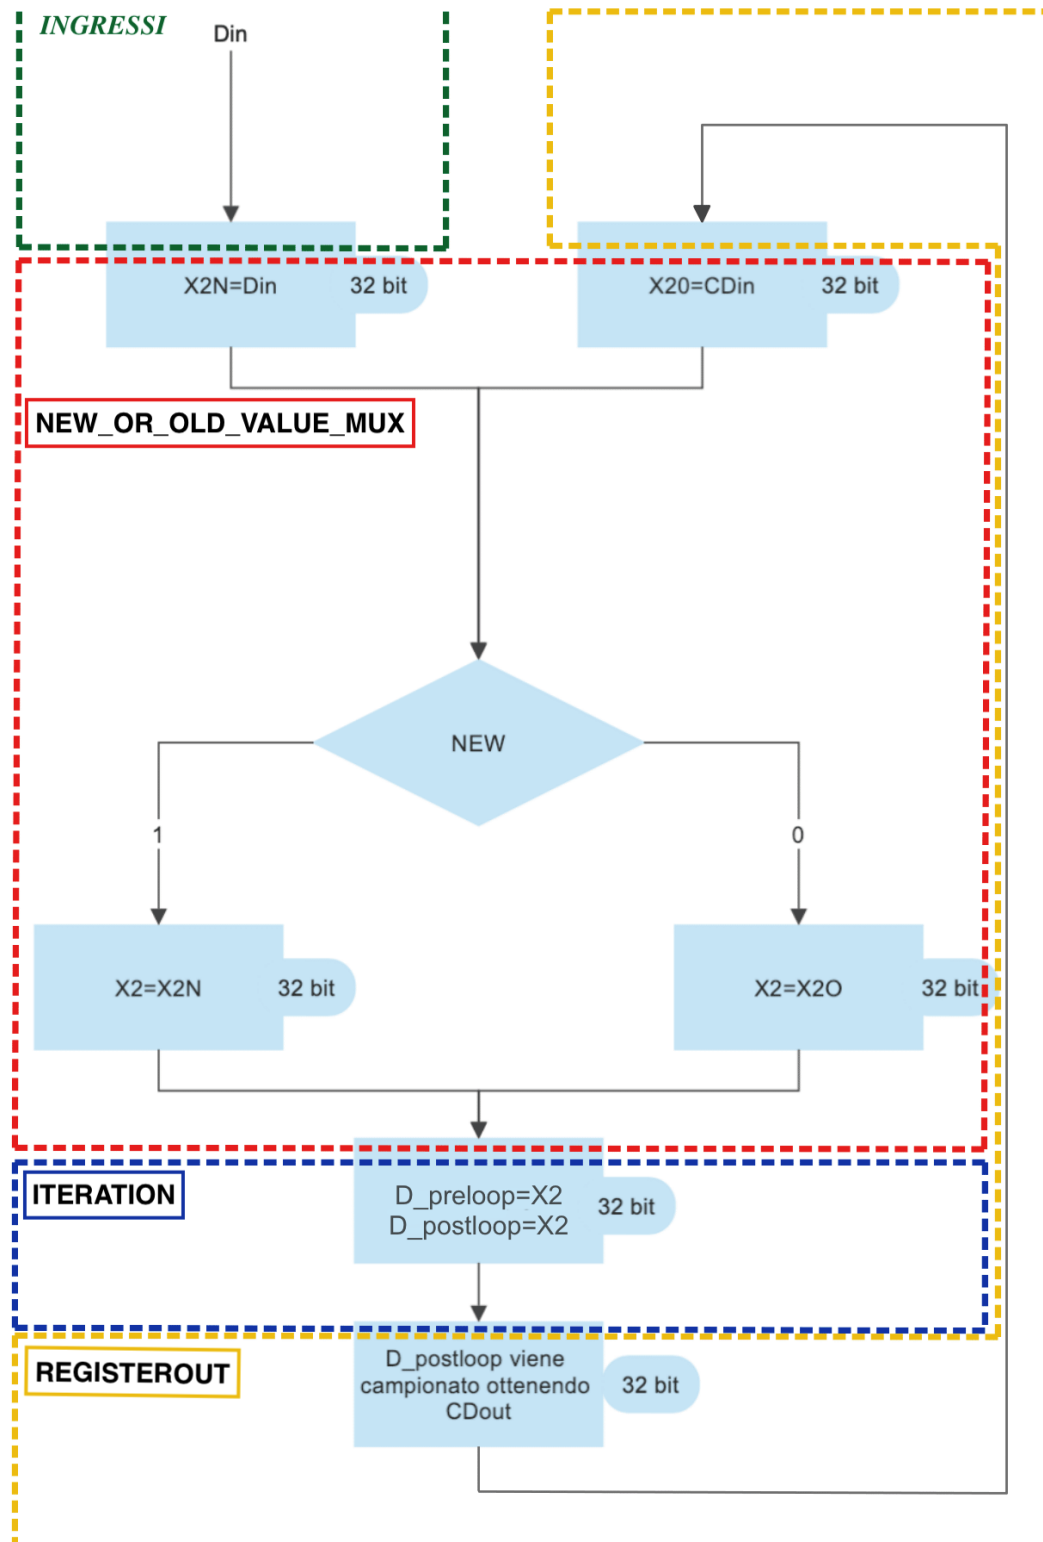 INGRESSI
Din
X2N=Din
32 bit
X20=CDin
32 bit
NEW_OR_OLD_VALUE_MUX
NEW
1
0
X2=X2N
32 bit
X2=X2O
32 bit
ITERATION
D_preloop=X2
D_postloop=X2
32 bit
REGISTEROUT
D_postloop viene
campionato ottenendo
CDout
32 bit